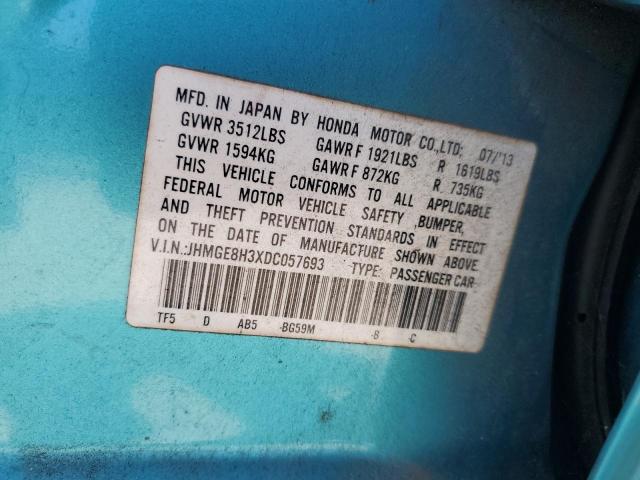 MFD. IN JAPAN BY HONDA MOTOR CO.,LTD. 07/'13
GVWR 3512LBS GAWR F 1921LBS R 1619LBS
GVWR 1594KG GAWR F 872KG R 735KG
THIS VEHICLE CONFORMS TO ALL APPLICABLE
FEDERAL MOTOR VEHICLE SAFETY ,BUMPER,
AND THEFT PREVENTION STANDARDS IN EFFECT
ON THE DATE OF MANUFACTURE SHOWN ABOVE.
V.I.N.:JHMGE8H3XDC057693 TYPE: PASSENGER CAR
TF5 D AB5 -BG59M -B -C